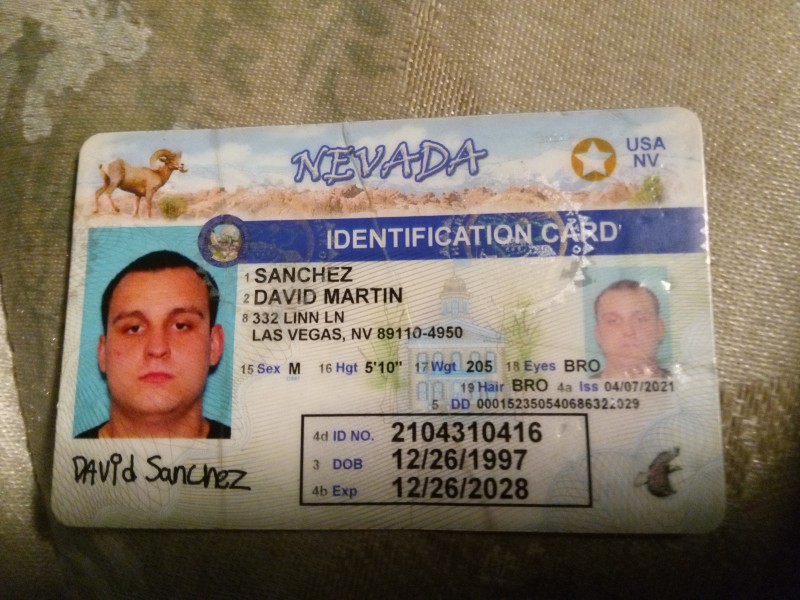 NEVADA
USA
NV
IDENTIFICATION CARD
1 SANCHEZ
2 DAVID MARTIN
8 332 LINN LN
LAS VEGAS, NV 89110-4950
15 Sex M 16 Hgt 5'10" 17 Wgt 205 18 Eyes BRO
19 Hair BRO 4a Iss 04/07/2021
5 DD 00015235054068632­2029
4d ID NO. 2104310416
3 DOB 12/26/1997
4b Exp 12/26/2028
DAVid Sanchez